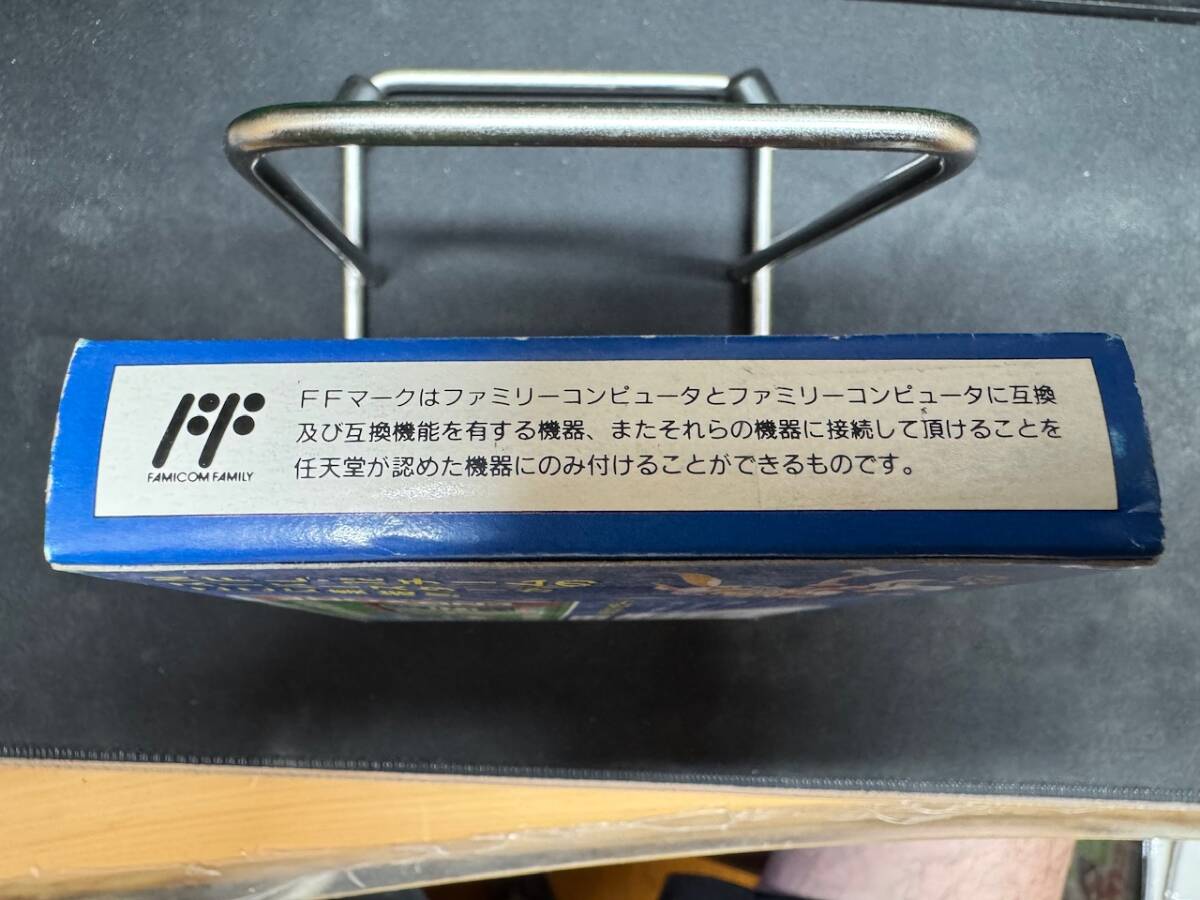 FAMICOM FAMILY
FFマークはファミリーコンピュータとファミリーコンピュータに互換
及び互換機能を有する機器、またそれらの機器に接続して頂けることを
任天堂が認めた機器にのみ付けることができるものです。